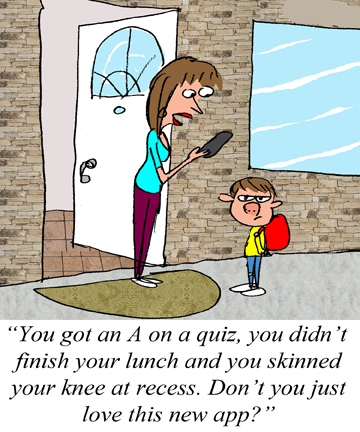 “You got an A on a quiz, you didn’t
finish your lunch and you skinned
your knee at recess. Don’t you just
love this new app?”